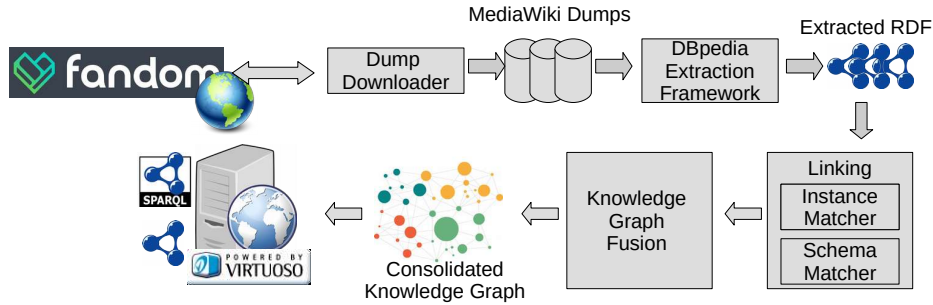 fandom
Dump
Downloader
MediaWiki Dumps
DBpedia
Extraction
Framework
Extracted RDF
Linking
Instance
Matcher
Schema
Matcher
Knowledge
Graph
Fusion
Consolidated
Knowledge Graph
SPARQL
POWERED BY
VIRTUOSO